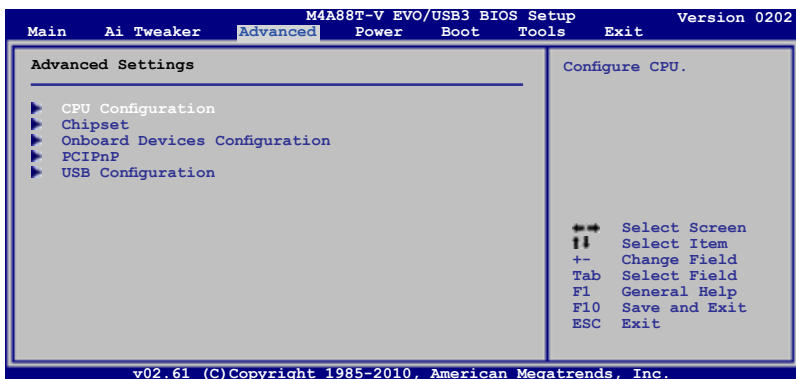 M4A88T-V EVO/USB3 BIOS Setup Version 0202
Main Ai Tweaker Advanced Power Boot Tools Exit
Advanced Settings
CPU Configuration
Chipset
Onboard Devices Configuration
PCIPnP
USB Configuration
Configure CPU.
Select Screen
Select Item
+- Change Field
Tab Select Field
F1 General Help
F10 Save and Exit
ESC Exit
v02.61 (C)Copyright 1985-2010, American Megatrends, Inc.